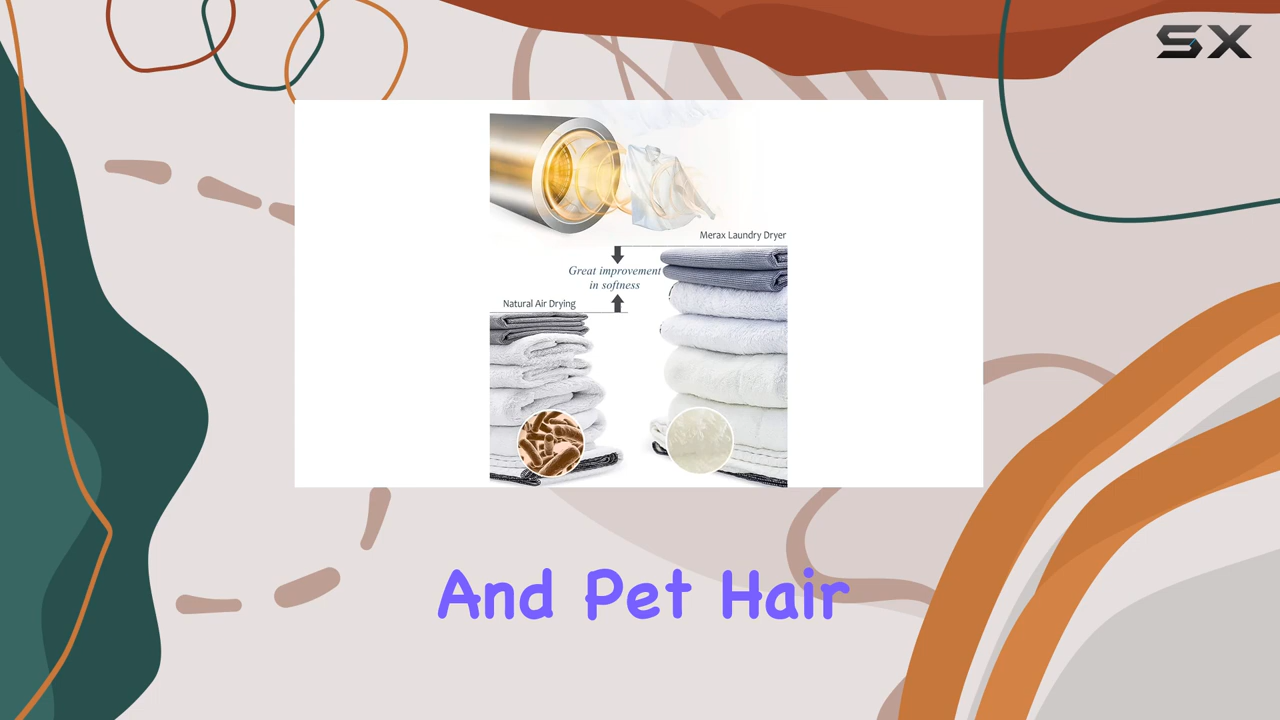 SX
Merax Laundry Dryer
Great improvement
in softness
Natural Air Drying
And Pet Hair